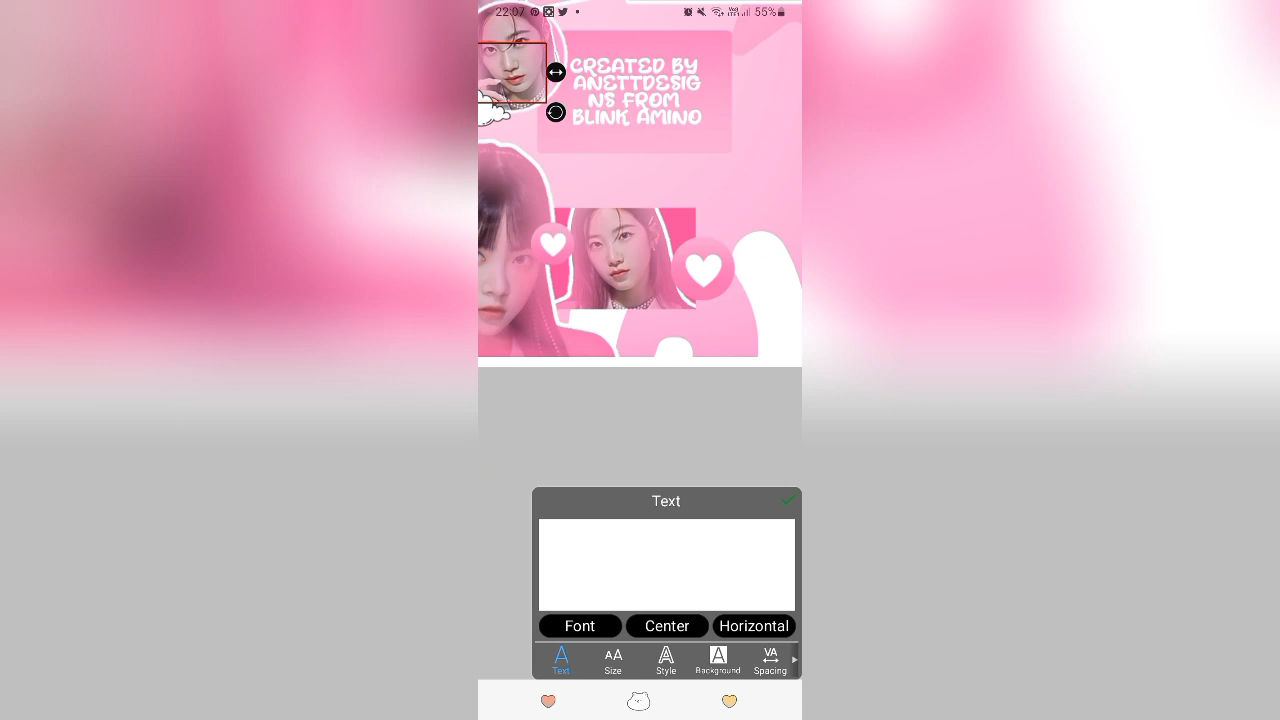 22:07
55%
CREATED BY
ANETTDESIG
NS FROM
BLINK AMINO
Text
Font Center Horizontal
Text Size Style Background Spacing